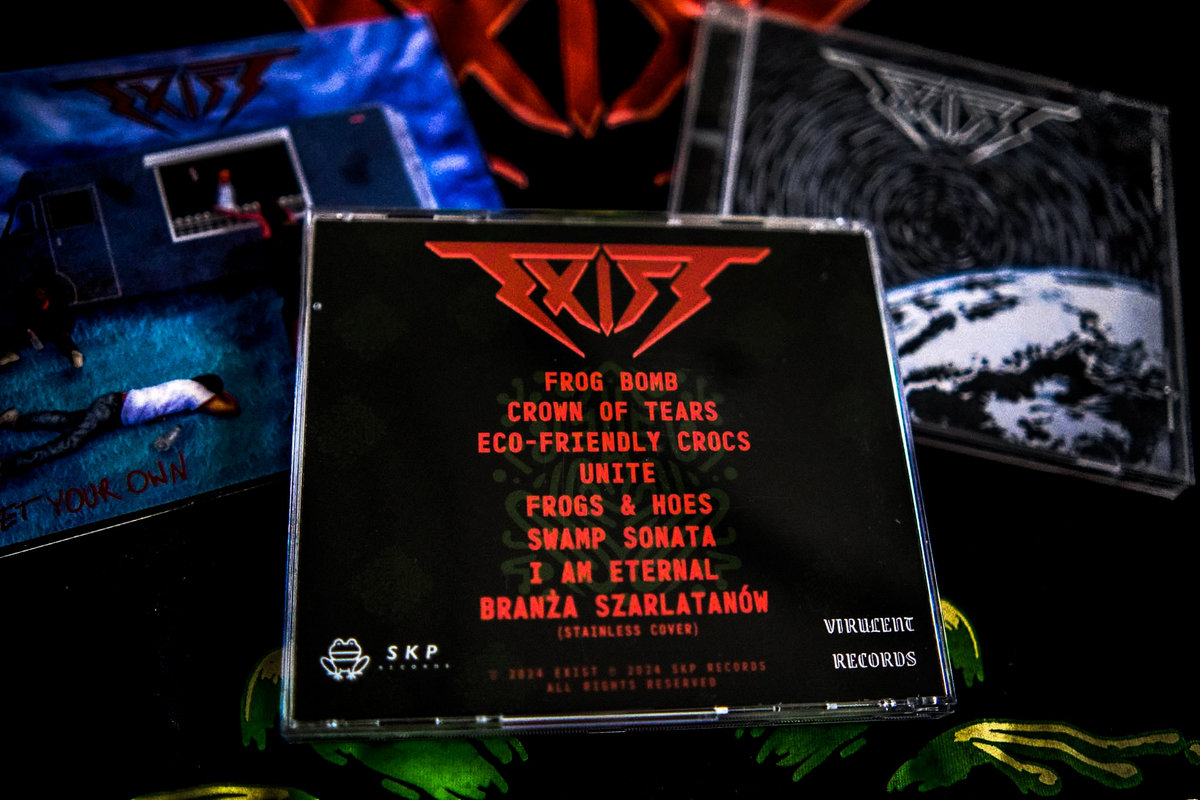 EXIST
EXIST
EXIST
FROG BOMB
CROWN OF TEARS
ECO-FRIENDLY CROCS
UNITE
FROGS & HOES
SWAMP SONATA
I AM ETERNAL
BRANŻA SZARLATANÓW
(STAINLESS COVER)
SKP
RECORDS
© 2024 EXIST ℗ 2024 SKP RECORDS
ALL RIGHTS RESERVED
VIRULENT
RECORDS
YOUR OWN